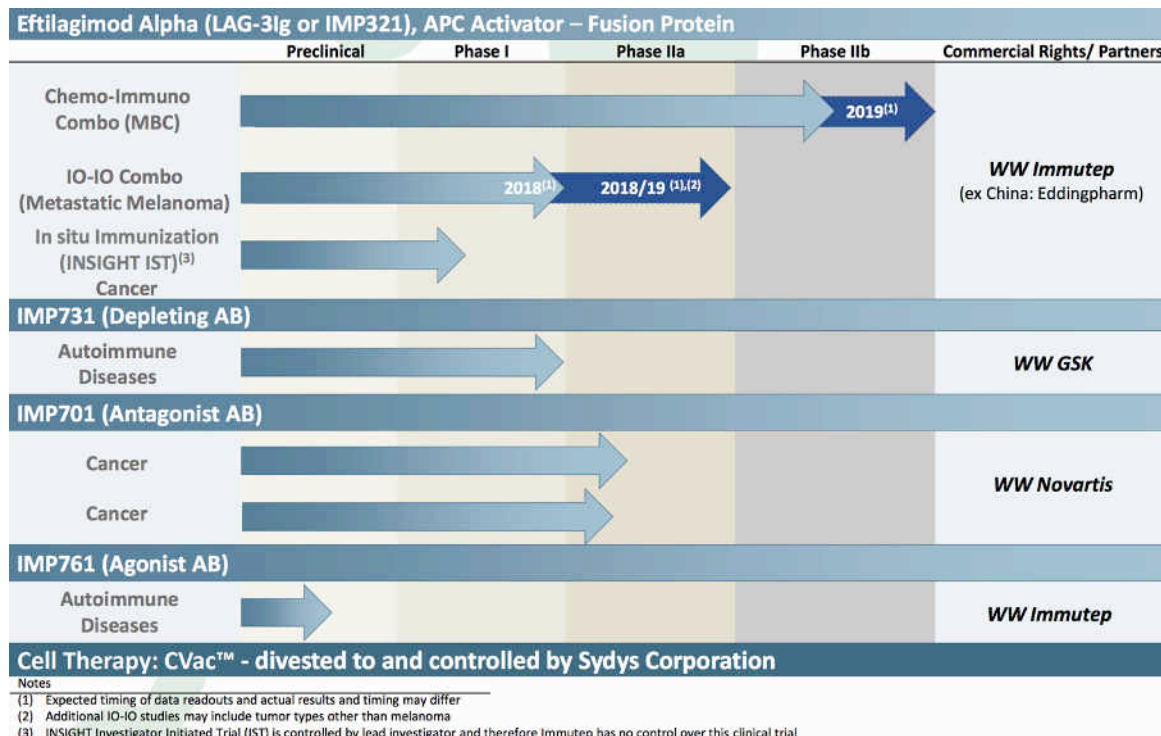 Eftilagimod Alpha (LAG-3Ig or IMP321), APC Activator – Fusion Protein
Preclinical Phase I Phase IIa Phase IIb Commercial Rights/ Partners
Chemo-Immuno
Combo (MBC)
2019(1)
IO-IO Combo
(Metastatic Melanoma)
2018(1)
2018/19 (1),(2)
WW Immutep
(ex China: Eddingpharm)
In situ Immunization
(INSIGHT IST)(3)
Cancer
IMP731 (Depleting AB)
Autoimmune
Diseases
WW GSK
IMP701 (Antagonist AB)
Cancer
Cancer
WW Novartis
IMP761 (Agonist AB)
Autoimmune
Diseases
WW Immutep
Cell Therapy: CVac™ - divested to and controlled by Sydys Corporation
Notes
(1) Expected timing of data readouts and actual results and timing may differ
(2) Additional IO-IO studies may include tumor types other than melanoma
(3) INSIGHT Investigator Initiated Trial (IST) is controlled by lead investigator and therefore Immutep has no control over this clinical trial